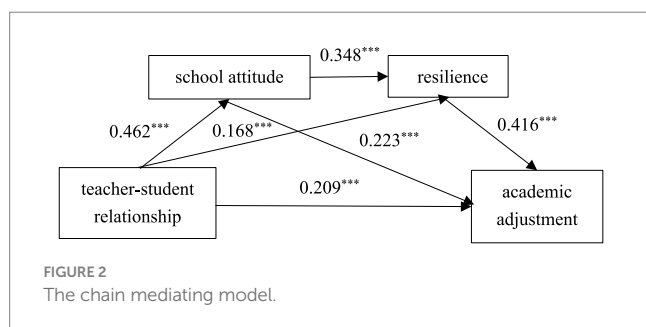 0.348***
school attitude
resilience
0.462***
0.168***
0.223***
0.416***
teacher-student
relationship
0.209***
academic
adjustment
FIGURE 2
The chain mediating model.